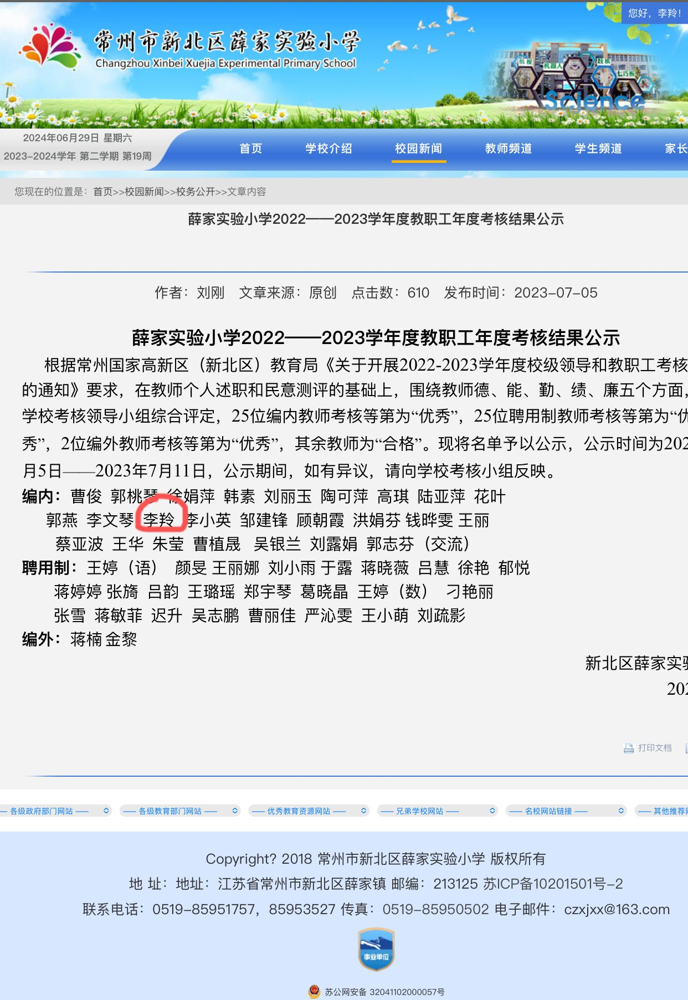 您好，李羚！
常州市新北区薛家实验小学
Changzhou Xinbei Xuejia Experimental Primary School
航模
机器人
数棋
七巧板
Science
2024年06月29日 星期六
2023-2024学年 第二学期 第19周
首页 学校介绍 校园新闻 教师频道 学生频道 家长
您现在的位置是：首页>>校园新闻>>校务公开>>文章内容
薛家实验小学2022——2023学年度教职工年度考核结果公示
作者：刘刚 文章来源：原创 点击数：610 发布时间：2023-07-05
薛家实验小学2022——2023学年度教职工年度考核结果公示
根据常州国家高新区（新北区）教育局《关于开展2022-2023学年度校级领导和教职工考核
的通知》要求，在教师个人述职和民意测评的基础上，围绕教师德、能、勤、绩、廉五个方面，
学校考核领导小组综合评定，25位编内教师考核等第为“优秀”，25位聘用制教师考核等第为“优
秀”，2位编外教师考核等第为“优秀”，其余教师为“合格”。现将名单予以公示，公示时间为202
月5日——2023年7月11日，公示期间，如有异议，请向学校考核小组反映。
编内：曹俊 郭桃琴 徐娟萍 韩素 刘丽玉 陶可萍 高琪 陆亚萍 花叶
郭燕 李文琴 李羚 李小英 邹建锋 顾朝霞 洪娟芬 钱晔雯 王丽
蔡亚波 王华 朱莹 曹植晟 吴银兰 刘露娟 郭志芬（交流）
聘用制：王婷（语） 颜旻 王丽娜 刘小雨 于露 蒋晓薇 吕慧 徐艳 郁悦
蒋婷婷 张旖 吕韵 王璐瑶 郑宇琴 葛晓晶 王婷（数） 刁艳丽
张雪 蒋敏菲 迟升 吴志鹏 曹丽佳 严沁雯 王小萌 刘疏影
编外：蒋楠 金黎
新北区薛家实验
202
打印文档
— 各级政府部门网站 —— —— 各级教育部门网站 —— —— 优秀教育资源网站 —— —— 兄弟学校网站 —— —— 名校网站链接 —— —— 其他推荐网
Copyright? 2018 常州市新北区薛家实验小学 版权所有
地 址：地址：江苏省常州市新北区薛家镇 邮编：213125 苏ICP备10201501号-2
联系电话：0519-85951757，85953527 传真：0519-85950502 电子邮件：czxjxx@163.com
事业单位
苏公网安备 32041102000057号